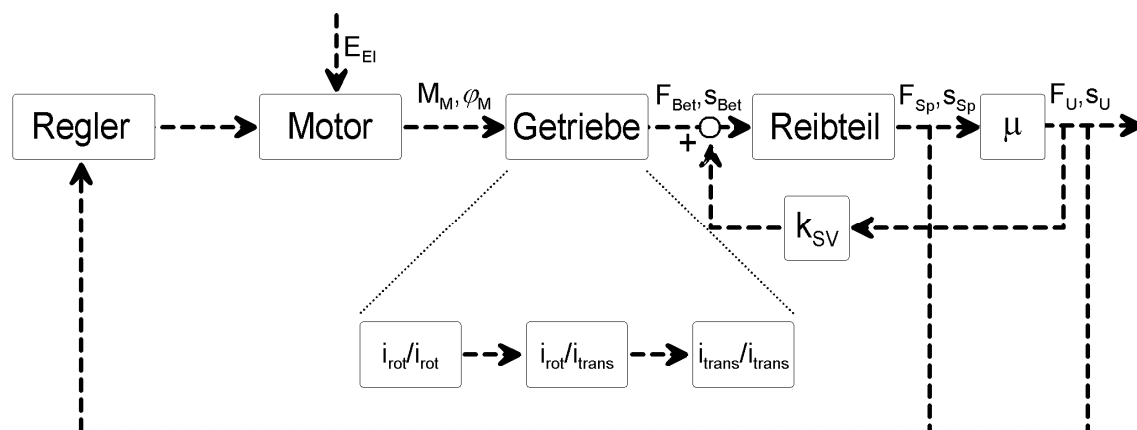 E_El
M_M,φ_M
F_Bet,s_Bet
F_Sp,s_Sp
F_U,s_U
Regler
Motor
Getriebe
+
Reibteil
μ
k_SV
i_rot/i_rot
i_rot/i_trans
i_trans/i_trans